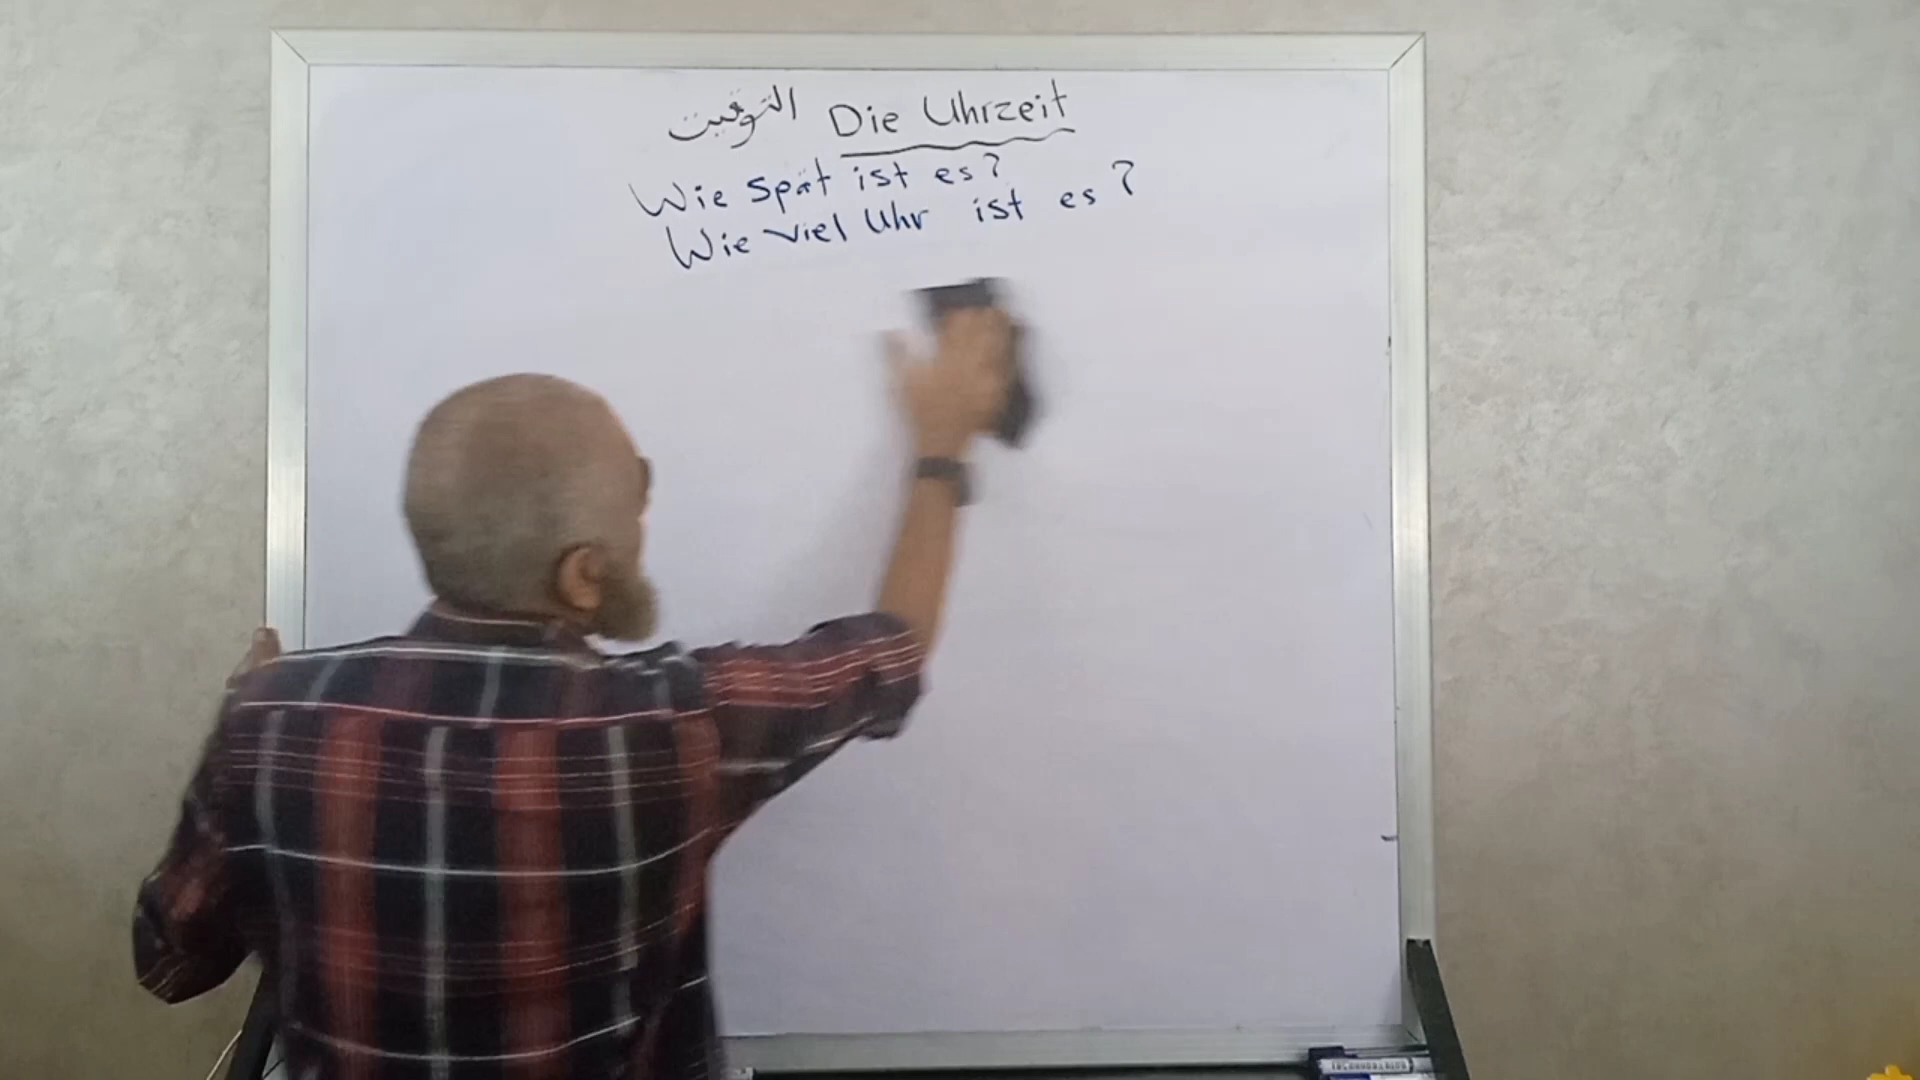 التوقيت Die Uhrzeit
Wie spät ist es?
Wie viel Uhr ist es?